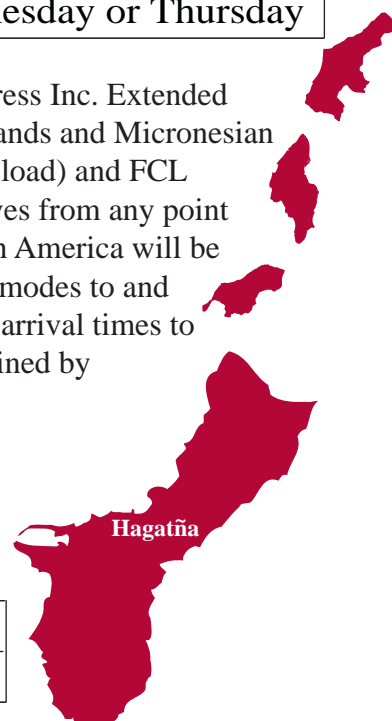 nesday or Thursday
ress Inc. Extended
ands and Micronesian
load) and FCL
ves from any point
h America will be
modes to and
arrival times to
ined by
Hagatña